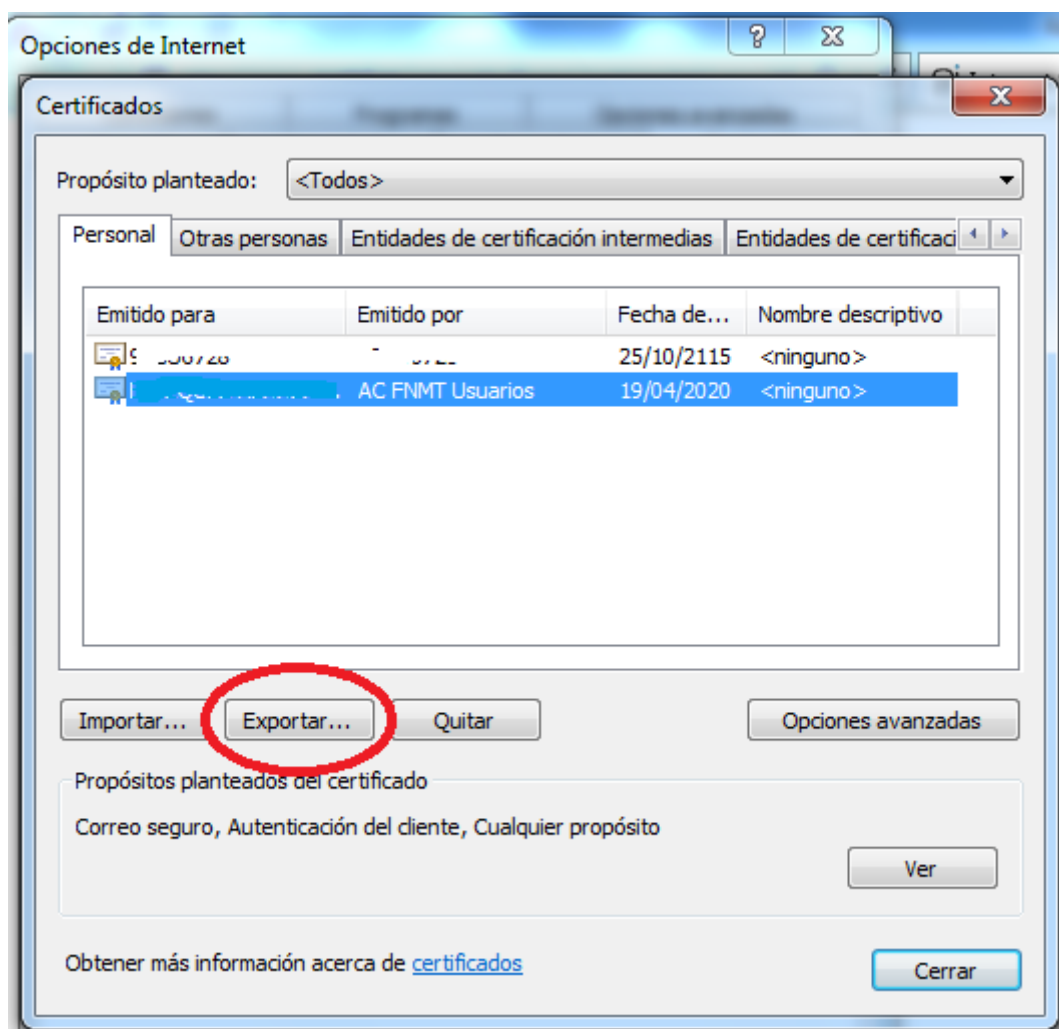 Opciones de Internet
Certificados
Propósito planteado: <Todos>
Personal Otras personas Entidades de certificación intermedias Entidades de certificaci
Emitido para Emitido por Fecha de... Nombre descriptivo
25/10/2115 <ninguno>
AC FNMT Usuarios 19/04/2020 <ninguno>
Importar... Exportar... Quitar Opciones avanzadas
Propósitos planteados del certificado
Correo seguro, Autenticación del cliente, Cualquier propósito
Ver
Obtener más información acerca de certificados
Cerrar